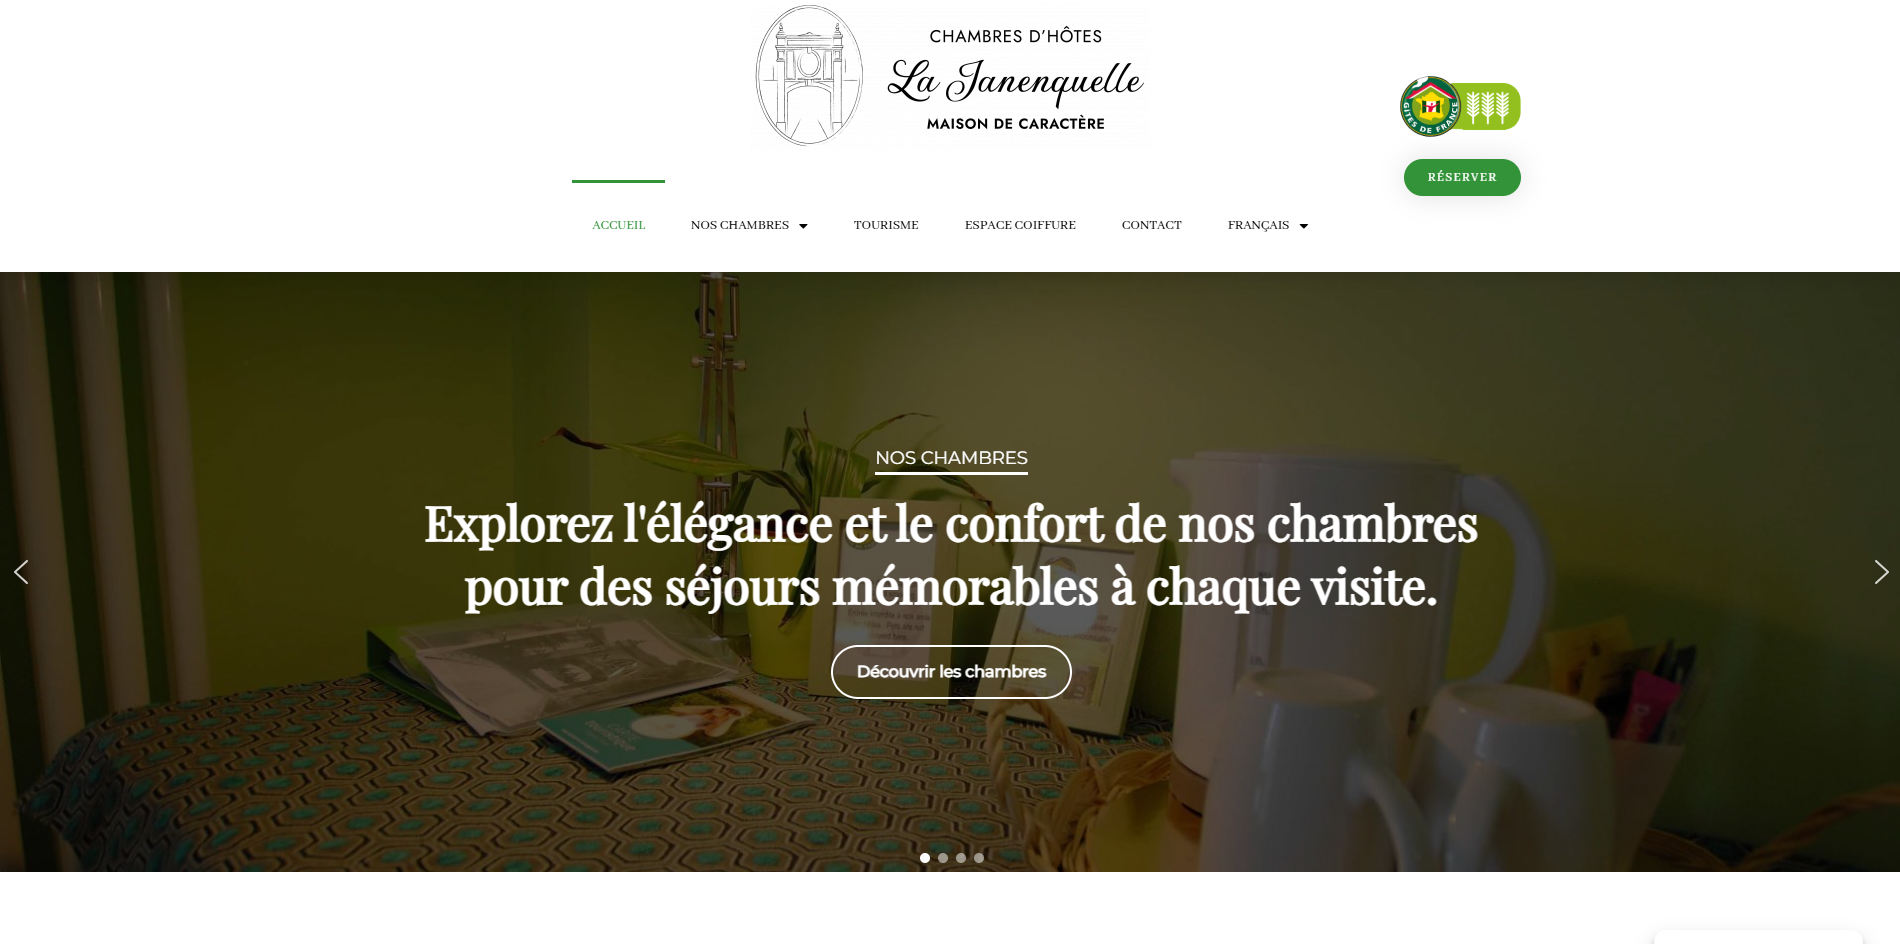 CHAMBRES D'HÔTES
La Janenquelle
MAISON DE CARACTÈRE
GÎTES DE FRANCE
RÉSERVER
ACCUEIL
NOS CHAMBRES
TOURISME
ESPACE COIFFURE
CONTACT
FRANÇAIS
NOS CHAMBRES
Explorez l'élégance et le confort de nos chambres
pour des séjours mémorables à chaque visite.
Découvrir les chambres